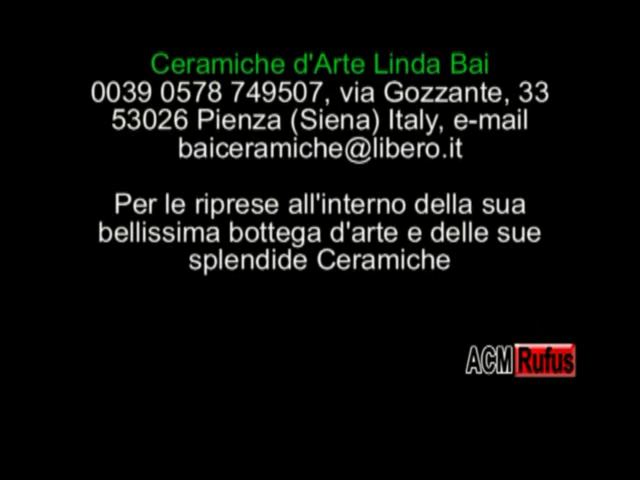 Ceramiche d'Arte Linda Bai
0039 0578 749507, via Gozzante, 33
53026 Pienza (Siena) Italy, e-mail
baiceramiche@libero.it
Per le riprese all'interno della sua
bellissima bottega d'arte e delle sue
splendide Ceramiche
ACM Rufus